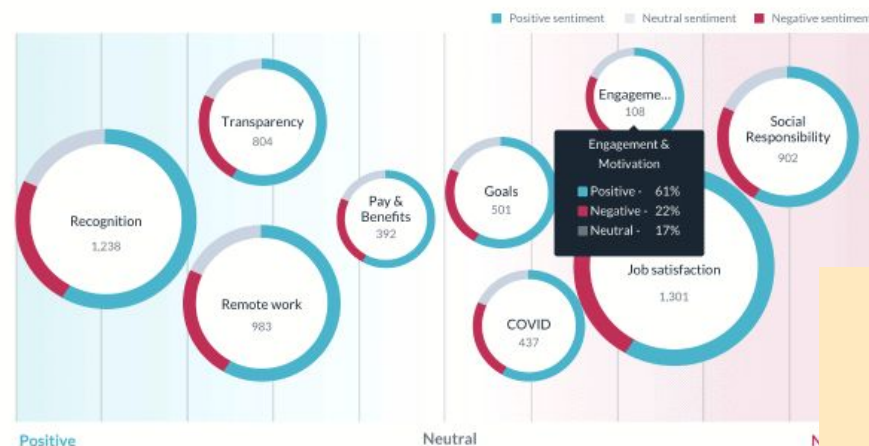 Positive sentiment
Neutral sentiment
Negative sentiment
Transparency
804
Engageme...
108
Social
Responsibility
902
Engagement &
Motivation
Positive - 61%
Negative - 22%
Neutral - 17%
Recognition
1,238
Pay &
Benefits
392
Goals
501
Remote work
983
Job satisfaction
1,301
COVID
437
Positive
Neutral